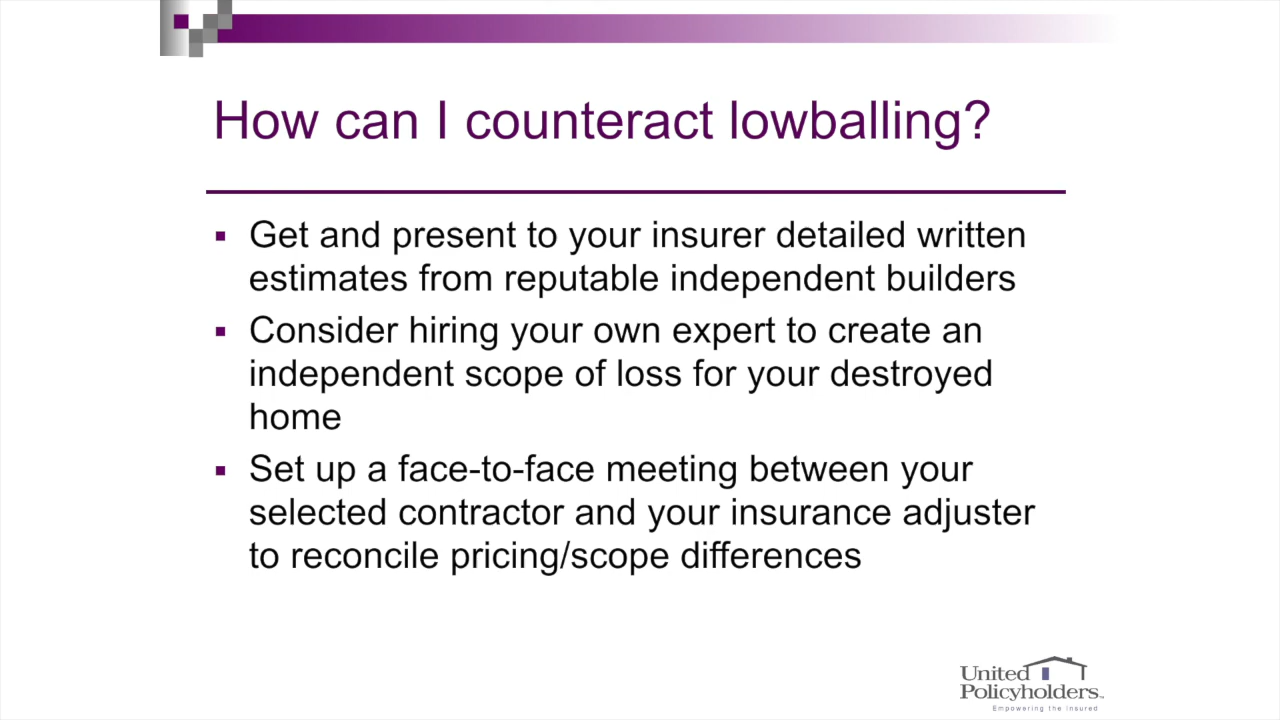 How can I counteract lowballing?
▪ Get and present to your insurer detailed written
estimates from reputable independent builders
▪ Consider hiring your own expert to create an
independent scope of loss for your destroyed
home
▪ Set up a face-to-face meeting between your
selected contractor and your insurance adjuster
to reconcile pricing/scope differences
United
Policyholders™
Empowering the Insured